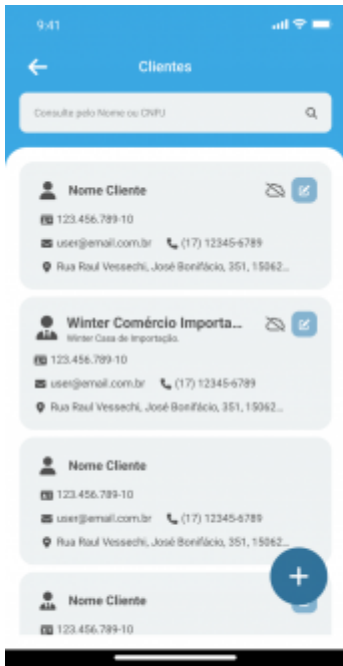 9:41
Clientes
Consulte pelo Nome ou CNPJ
Nome Cliente
123.456.789-10
user@email.com.br (17) 12345-6789
Rua Raul Vessechi, José Bonifácio, 351, 15062...
Winter Comércio Importa...
Winter Casa de Importação.
123.456.789-10
user@email.com.br (17) 12345-6789
Rua Raul Vessechi, José Bonifácio, 351, 15062...
Nome Cliente
123.456.789-10
user@email.com.br (17) 12345-6789
Rua Raul Vessechi, José Bonifácio, 351, 15062...
Nome Cliente
123.456.789-10